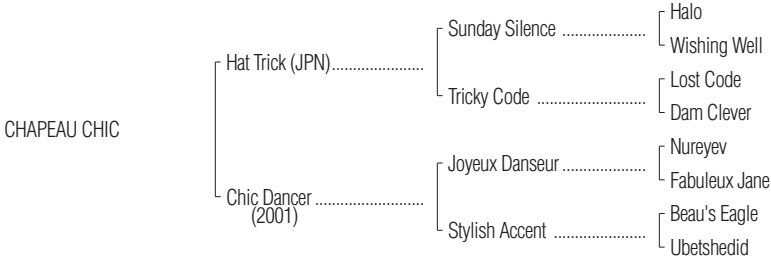 Halo
Sunday Silence ....................
Wishing Well
Hat Trick (JPN)......................
Lost Code
Tricky Code ..........................
Dam Clever
CHAPEAU CHIC
Nureyev
Joyeux Danseur ....................
Fabuleux Jane
Chic Dancer ..........................
(2001)
Beau's Eagle
Stylish Accent ......................
Ubetshedid